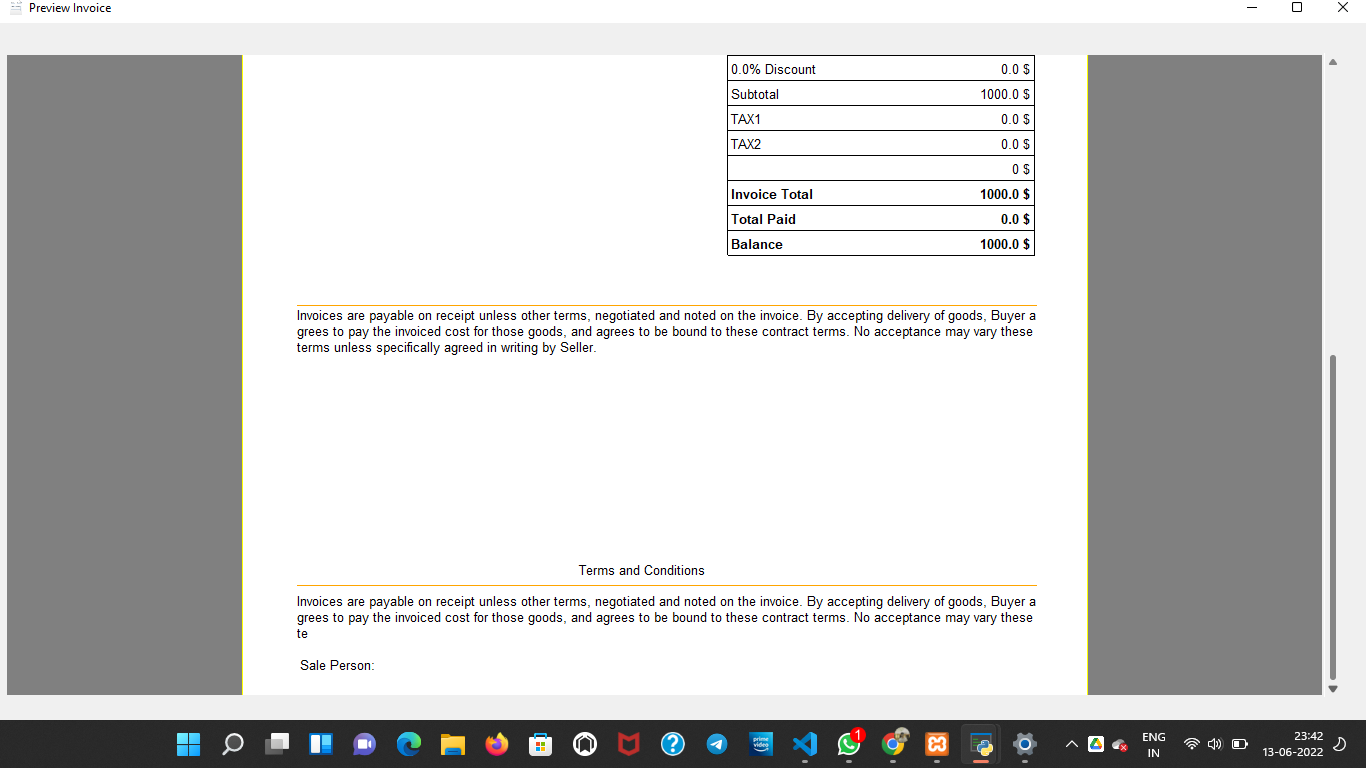 Preview Invoice
0.0% Discount 0.0 $
Subtotal 1000.0 $
TAX1 0.0 $
TAX2 0.0 $
0 $
Invoice Total 1000.0 $
Total Paid 0.0 $
Balance 1000.0 $
Invoices are payable on receipt unless other terms, negotiated and noted on the invoice. By accepting delivery of goods, Buyer a
grees to pay the invoiced cost for those goods, and agrees to be bound to these contract terms. No acceptance may vary these
terms unless specifically agreed in writing by Seller.
Terms and Conditions
Invoices are payable on receipt unless other terms, negotiated and noted on the invoice. By accepting delivery of goods, Buyer a
grees to pay the invoiced cost for those goods, and agrees to be bound to these contract terms. No acceptance may vary these
te
Sale Person:
prime
video
1
ENG
IN
23:42
13-06-2022